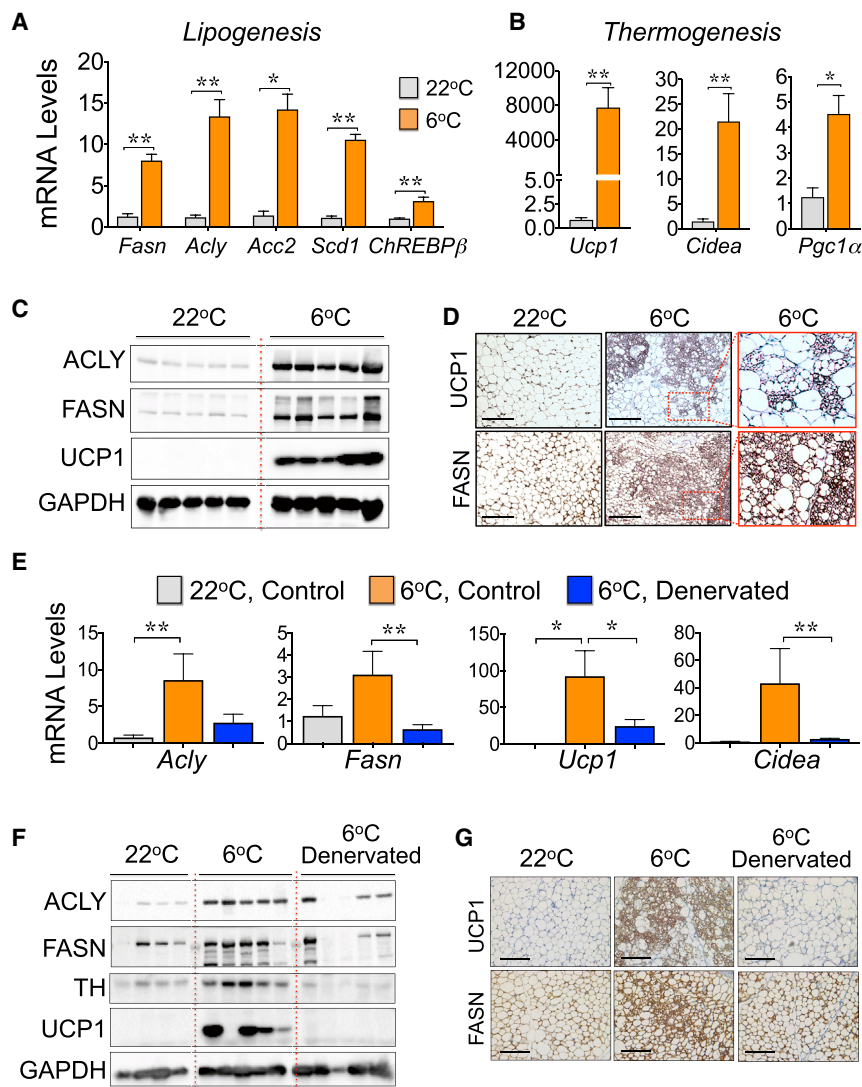 A
Lipogenesis
mRNA Levels
20
15
10
5
0
22°C
6°C
**
**
*
**
**
Fasn Acly Acc2 Scd1 ChREBPβ
B
Thermogenesis
12000
8000
4000
5.0
2.5
0.0
**
Ucp1
30
25
20
15
10
5
0
**
Cidea
6
5
4
3
2
1
0
*
Pgc1α
C
22°C 6°C
ACLY
FASN
UCP1
GAPDH
D
22°C 6°C 6°C
UCP1
FASN
E
22°C, Control 6°C, Control 6°C, Denervated
mRNA Levels
15
10
5
0
**
Acly
5
4
3
2
1
0
**
Fasn
150
100
50
0
* *
Ucp1
80
60
40
20
0
**
Cidea
F
22°C 6°C 6°C Denervated
ACLY
FASN
TH
UCP1
GAPDH
G
22°C 6°C 6°C Denervated
UCP1
FASN